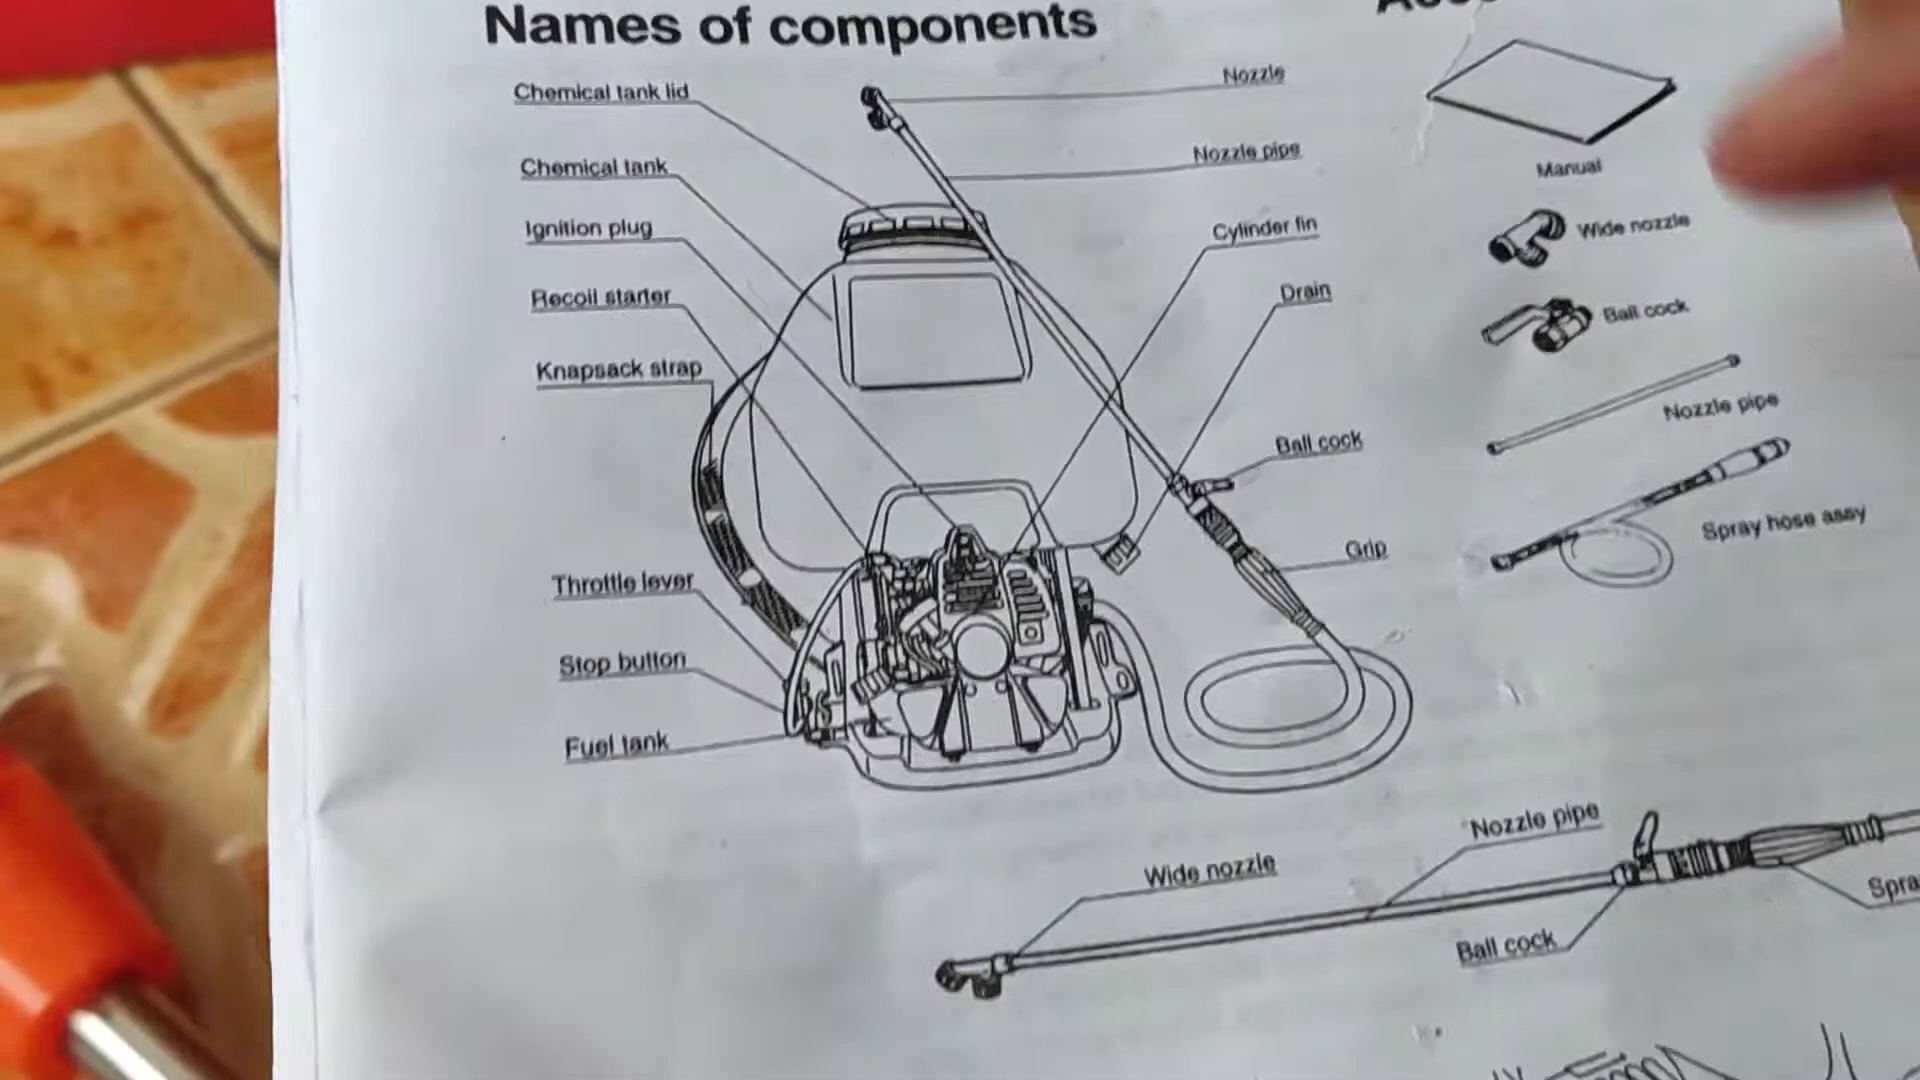 Names of components
Chemical tank lid
Chemical tank
Ignition plug
Recoil starter
Knapsack strap
Throttle lever
Stop button
Fuel tank
Nozzle
Nozzle pipe
Cylinder fin
Drain
Ball cock
Grip
Manual
Wide nozzle
Ball cock
Nozzle pipe
Spray hose assy
Wide nozzle
Nozzle pipe
Ball cock